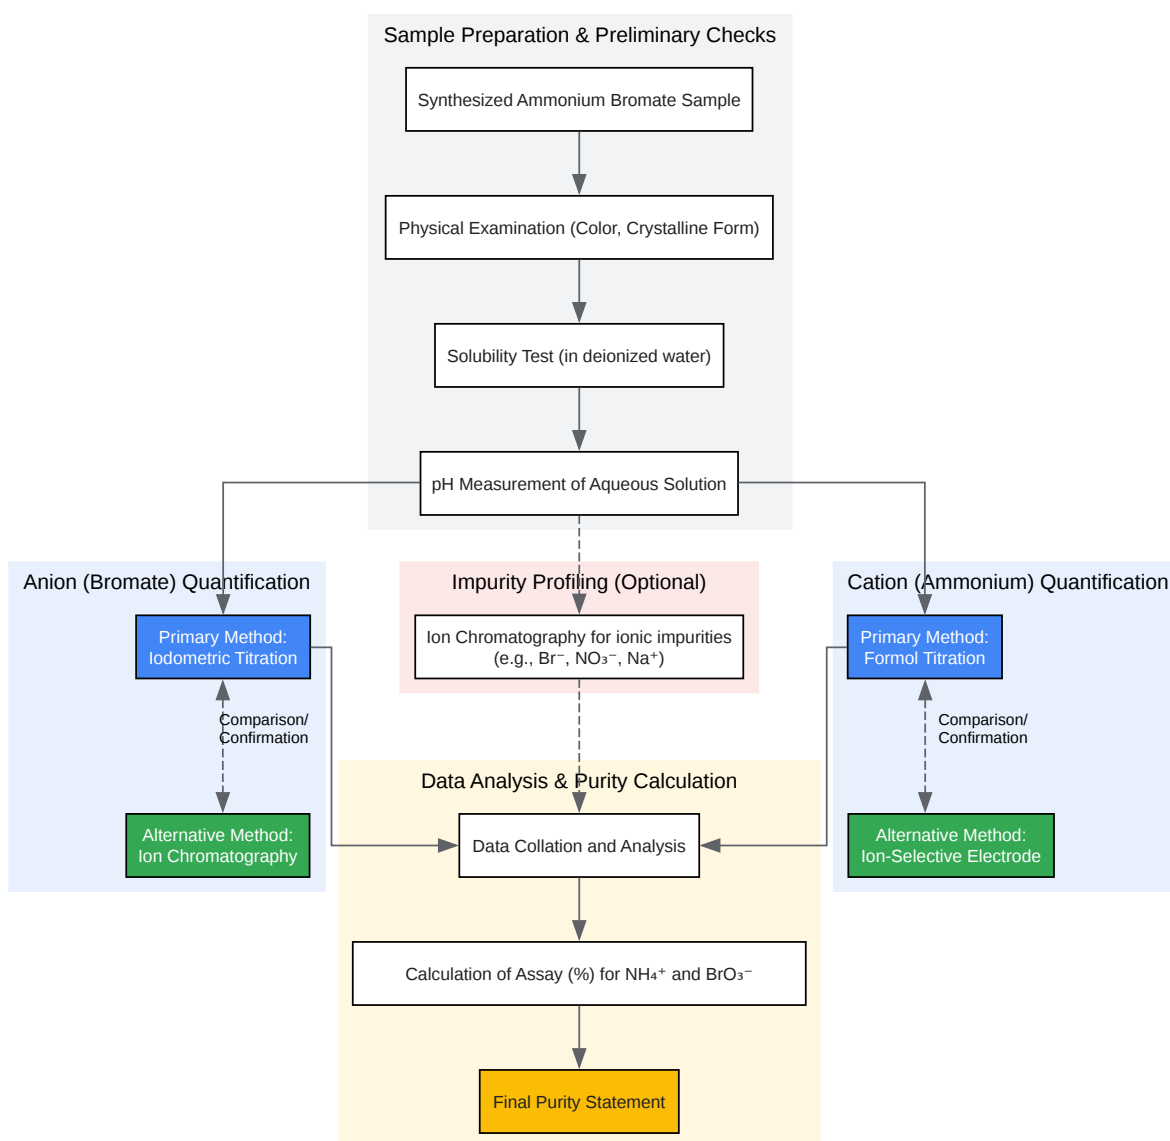 Sample Preparation & Preliminary Checks
Synthesized Ammonium Bromate Sample
Physical Examination (Color, Crystalline Form)
Solubility Test (in deionized water)
pH Measurement of Aqueous Solution
Anion (Bromate) Quantification
Primary Method:
Iodometric Titration
Comparison/
Confirmation
Alternative Method:
Ion Chromatography
Impurity Profiling (Optional)
Ion Chromatography for ionic impurities
(e.g., Br⁻, NO₃⁻, Na⁺)
Cation (Ammonium) Quantification
Primary Method:
Formol Titration
Comparison/
Confirmation
Alternative Method:
Ion-Selective Electrode
Data Analysis & Purity Calculation
Data Collation and Analysis
Calculation of Assay (%) for NH₄⁺ and BrO₃⁻
Final Purity Statement